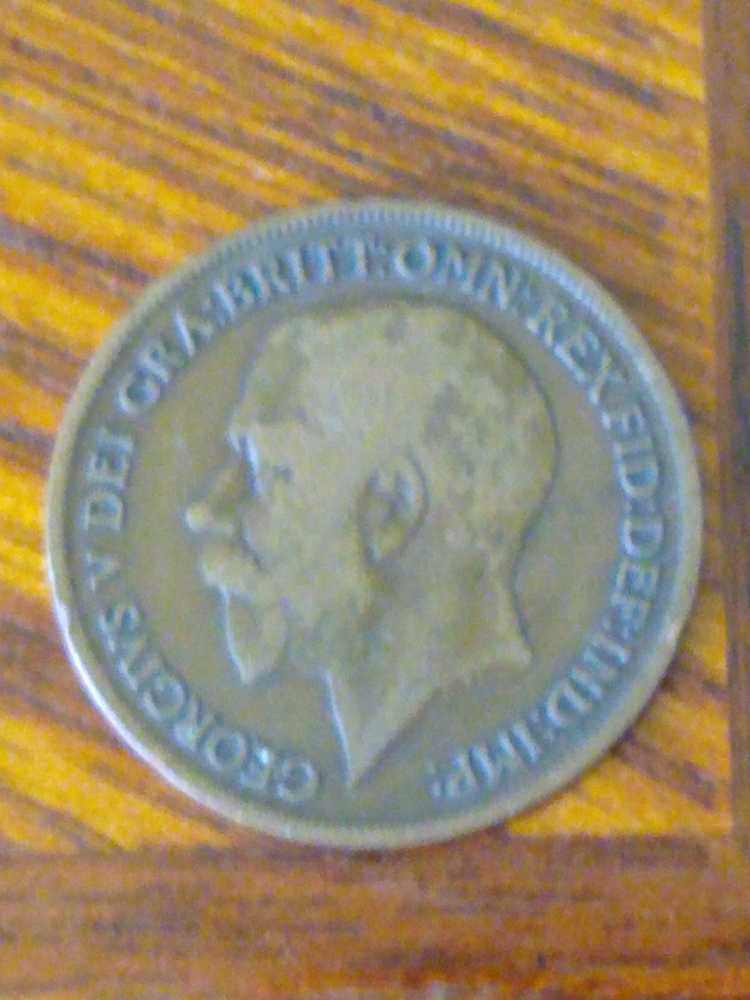 GEORGIVS V DEI GRA:BRITT:OMN:REX FID:DEF:IND:IMP: